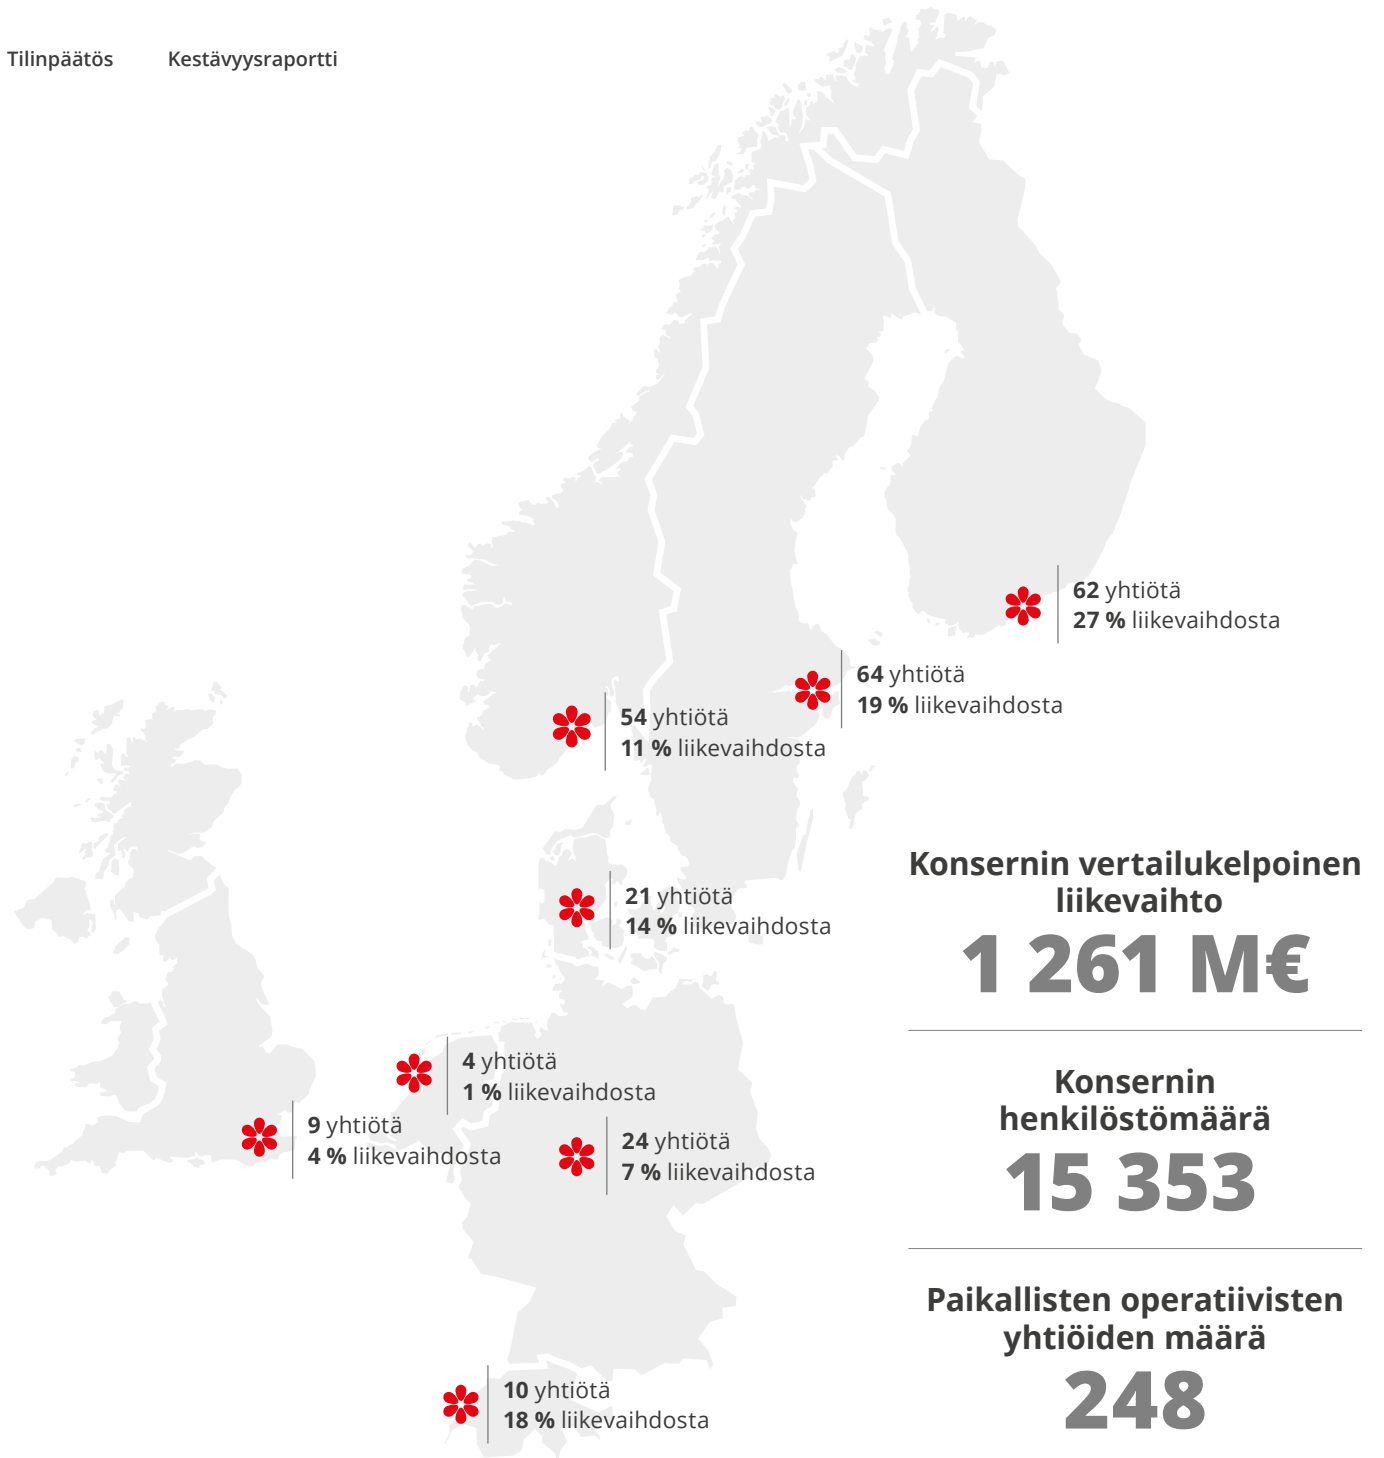 Tilinpäätös Kestävyysraportti
62 yhtiötä
27 % liikevaihdosta
64 yhtiötä
19 % liikevaihdosta
54 yhtiötä
11 % liikevaihdosta
21 yhtiötä
14 % liikevaihdosta
4 yhtiötä
1 % liikevaihdosta
9 yhtiötä
4 % liikevaihdosta
24 yhtiötä
7 % liikevaihdosta
10 yhtiötä
18 % liikevaihdosta
Konsernin vertailukelpoinen
liikevaihto
1 261 M€
Konsernin
henkilöstömäärä
15 353
Paikallisten operatiivisten
yhtiöiden määrä
248